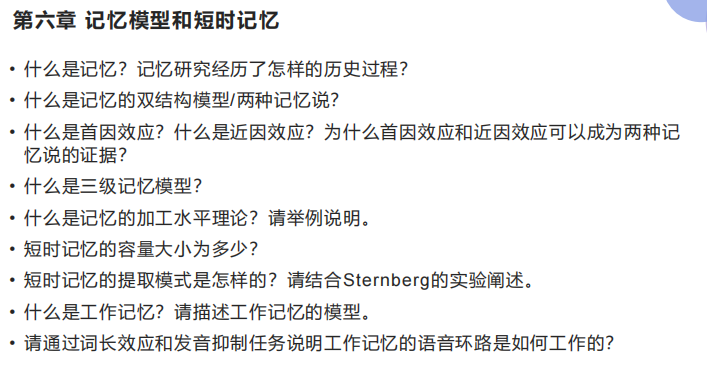 第六章 记忆模型和短时记忆
• 什么是记忆？记忆研究经历了怎样的历史过程？
• 什么是记忆的双结构模型/两种记忆说？
• 什么是首因效应？什么是近因效应？为什么首因效应和近因效应可以成为两种记
忆说的证据？
• 什么是三级记忆模型？
• 什么是记忆的加工水平理论？请举例说明。
• 短时记忆的容量大小为多少？
• 短时记忆的提取模式是怎样的？请结合Sternberg的实验阐述。
• 什么是工作记忆？请描述工作记忆的模型。
• 请通过词长效应和发音抑制任务说明工作记忆的语音环路是如何工作的？